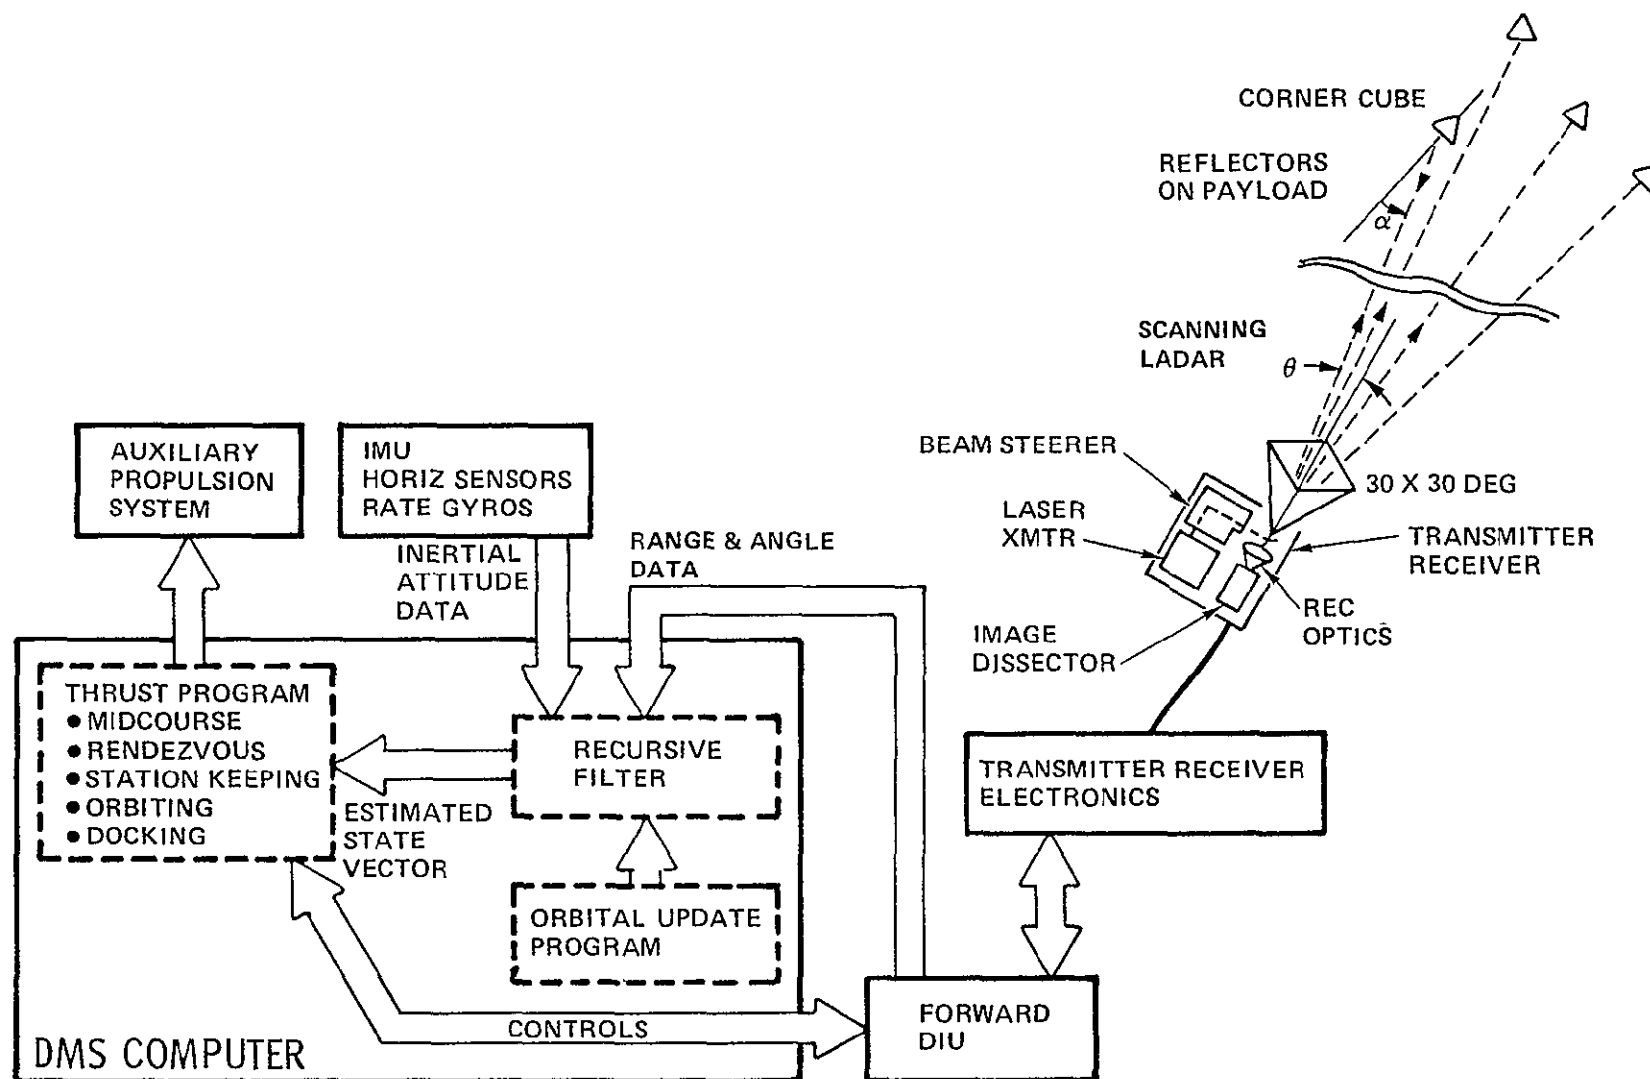 CORNER CUBE
REFLECTORS
ON PAYLOAD
α
SCANNING
LADAR
θ
BEAM STEERER
30 X 30 DEG
LASER
XMTR
TRANSMITTER
RECEIVER
REC
OPTICS
IMAGE
DISSECTOR
AUXILIARY
PROPULSION
SYSTEM
IMU
HORIZ SENSORS
RATE GYROS
INERTIAL
ATTITUDE
DATA
RANGE & ANGLE
DATA
THRUST PROGRAM
● MIDCOURSE
● RENDEZVOUS
● STATION KEEPING
● ORBITING
● DOCKING
RECURSIVE
FILTER
ESTIMATED
STATE
VECTOR
ORBITAL UPDATE
PROGRAM
TRANSMITTER RECEIVER
ELECTRONICS
CONTROLS
FORWARD
DIU
DMS COMPUTER